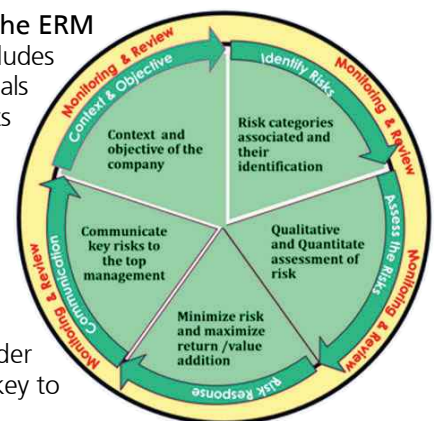 he ERM
ludes
als
ts
der
key to
Monitoring & Review
Context & Objective
Context and
objective of the
company
Monitoring & Review
Identify Risks
Risk categories
associated and
their
identification
Monitoring & Review
Assess the Risks
Qualitative
and Quantitate
assessment of
risk
Risk Response
Minimize risk
and maximize
return /value
addition
Monitoring & Review
Communication
Communicate
key risks to
the top
management